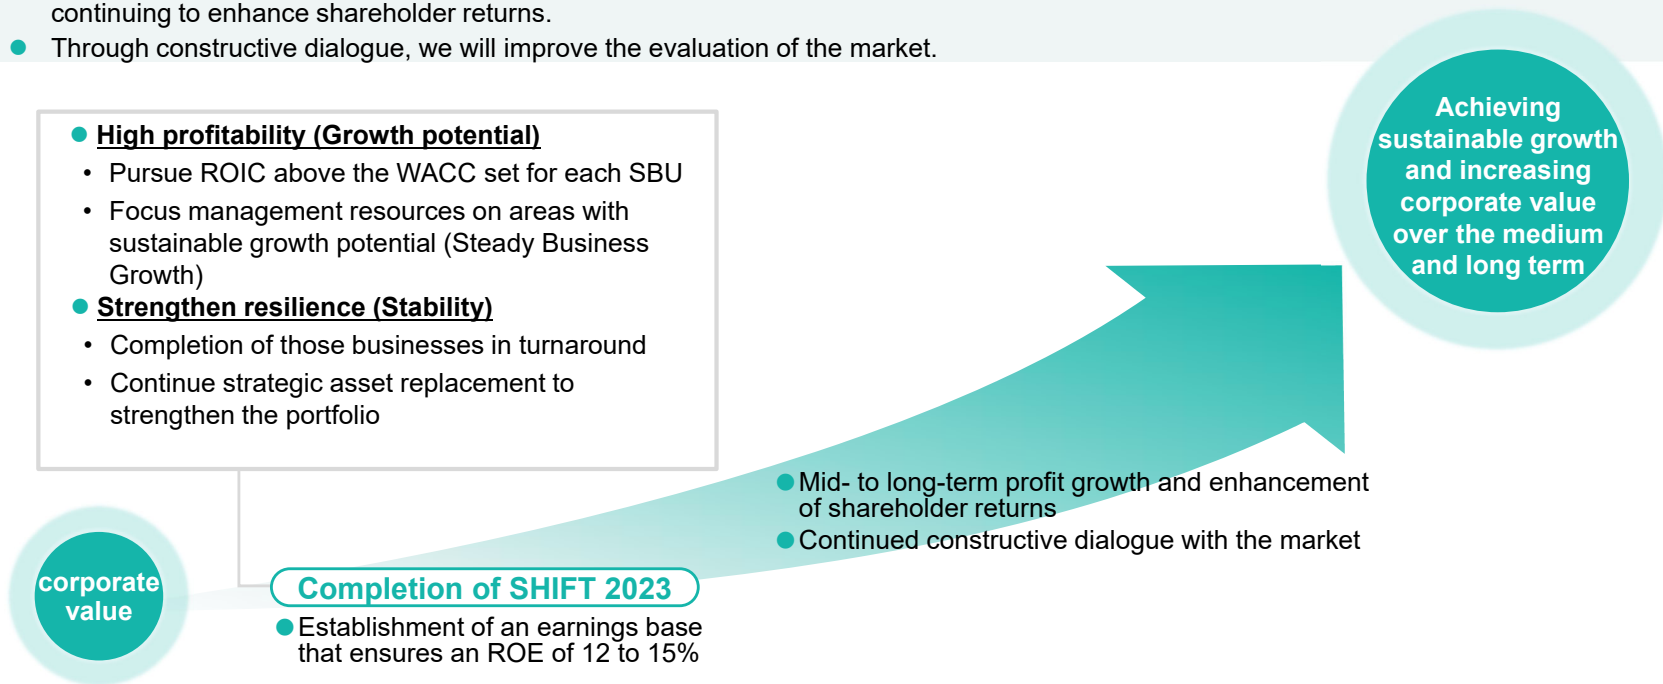 continuing to enhance shareholder returns.
● Through constructive dialogue, we will improve the evaluation of the market.
● High profitability (Growth potential)
• Pursue ROIC above the WACC set for each SBU
• Focus management resources on areas with
sustainable growth potential (Steady Business
Growth)
● Strengthen resilience (Stability)
• Completion of those businesses in turnaround
• Continue strategic asset replacement to
strengthen the portfolio
Achieving
sustainable growth
and increasing
corporate value
over the medium
and long term
● Mid- to long-term profit growth and enhancement
of shareholder returns
● Continued constructive dialogue with the market
corporate
value
Completion of SHIFT 2023
● Establishment of an earnings base
that ensures an ROE of 12 to 15%